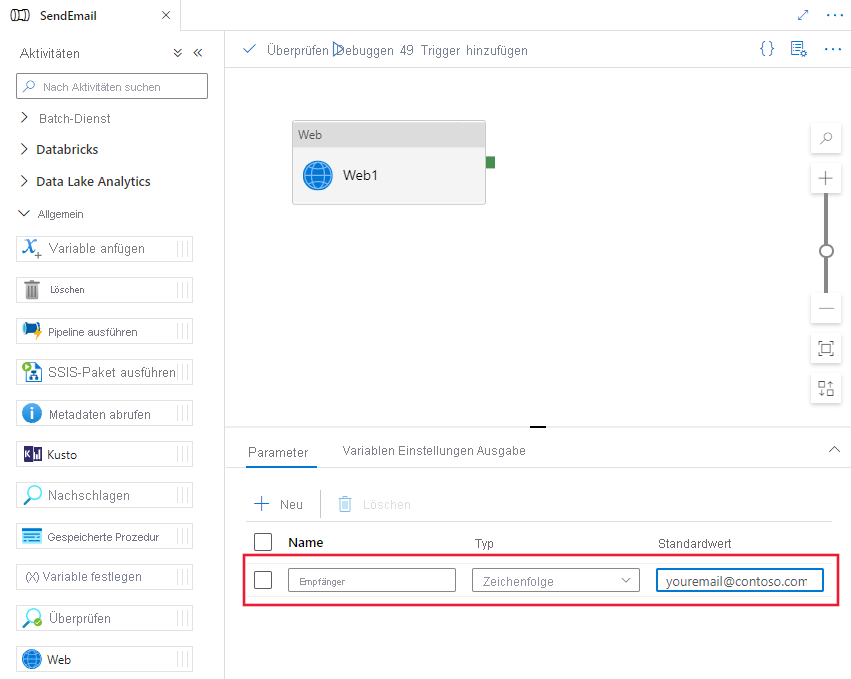 SendEmail
Aktivitäten
Nach Aktivitäten suchen
Batch-Dienst
Databricks
Data Lake Analytics
Allgemein
Variable anfügen
Löschen
Pipeline ausführen
SSIS-Paket ausführen
Metadaten abrufen
Kusto
Nachschlagen
Gespeicherte Prozedur
(X) Variable festlegen
Überprüfen
Web
Überprüfen Debuggen 49 Trigger hinzufügen
Web
Web1
Parameter Variablen Einstellungen Ausgabe
Neu Löschen
Name Typ Standardwert
Empfänger Zeichenfolge youremail@contoso.com